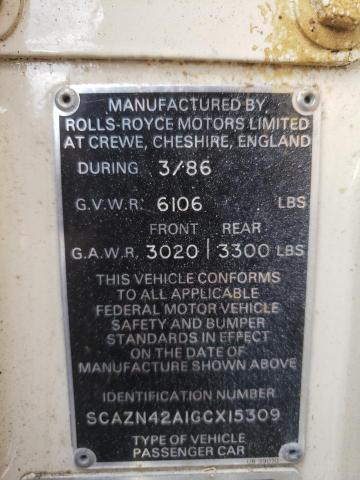 MANUFACTURED BY
ROLLS-ROYCE MOTORS LIMITED
AT CREWE, CHESHIRE, ENGLAND
DURING 3/86
G.V.W.R. 6106 LBS
FRONT REAR
G.A.W.R. 3020 | 3300 LBS
THIS VEHICLE CONFORMS
TO ALL APPLICABLE
FEDERAL MOTOR VEHICLE
SAFETY AND BUMPER
STANDARDS IN EFFECT
ON THE DATE OF
MANUFACTURE SHOWN ABOVE
IDENTIFICATION NUMBER
SCAZN42A1GCX15309
TYPE OF VEHICLE
PASSENGER CAR